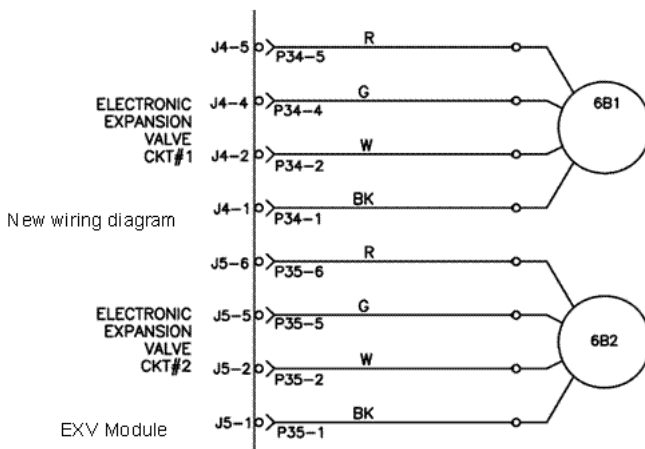 J4-5 P34-5 R
J4-4 P34-4 G
ELECTRONIC
EXPANSION
VALVE
CKT#1
6B1
J4-2 P34-2 W
J4-1 P34-1 BK
New wiring diagram
J5-6 P35-6 R
J5-5 P35-5 G
ELECTRONIC
EXPANSION
VALVE
CKT#2
6B2
J5-2 P35-2 W
J5-1 P35-1 BK
EXV Module